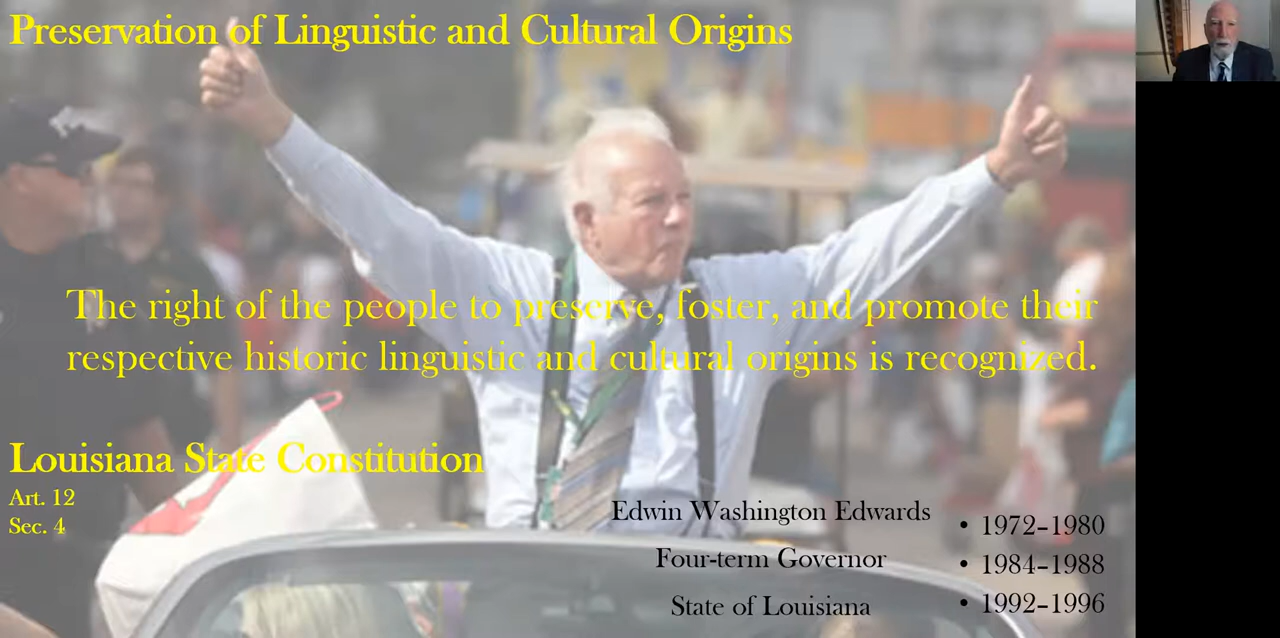 Preservation of Linguistic and Cultural Origins
The right of the people to preserve, foster, and promote their
respective historic linguistic and cultural origins is recognized.
Louisiana State Constitution
Art. 12
Sec. 4
Edwin Washington Edwards
Four-term Governor
State of Louisiana
• 1972–1980
• 1984–1988
• 1992–1996